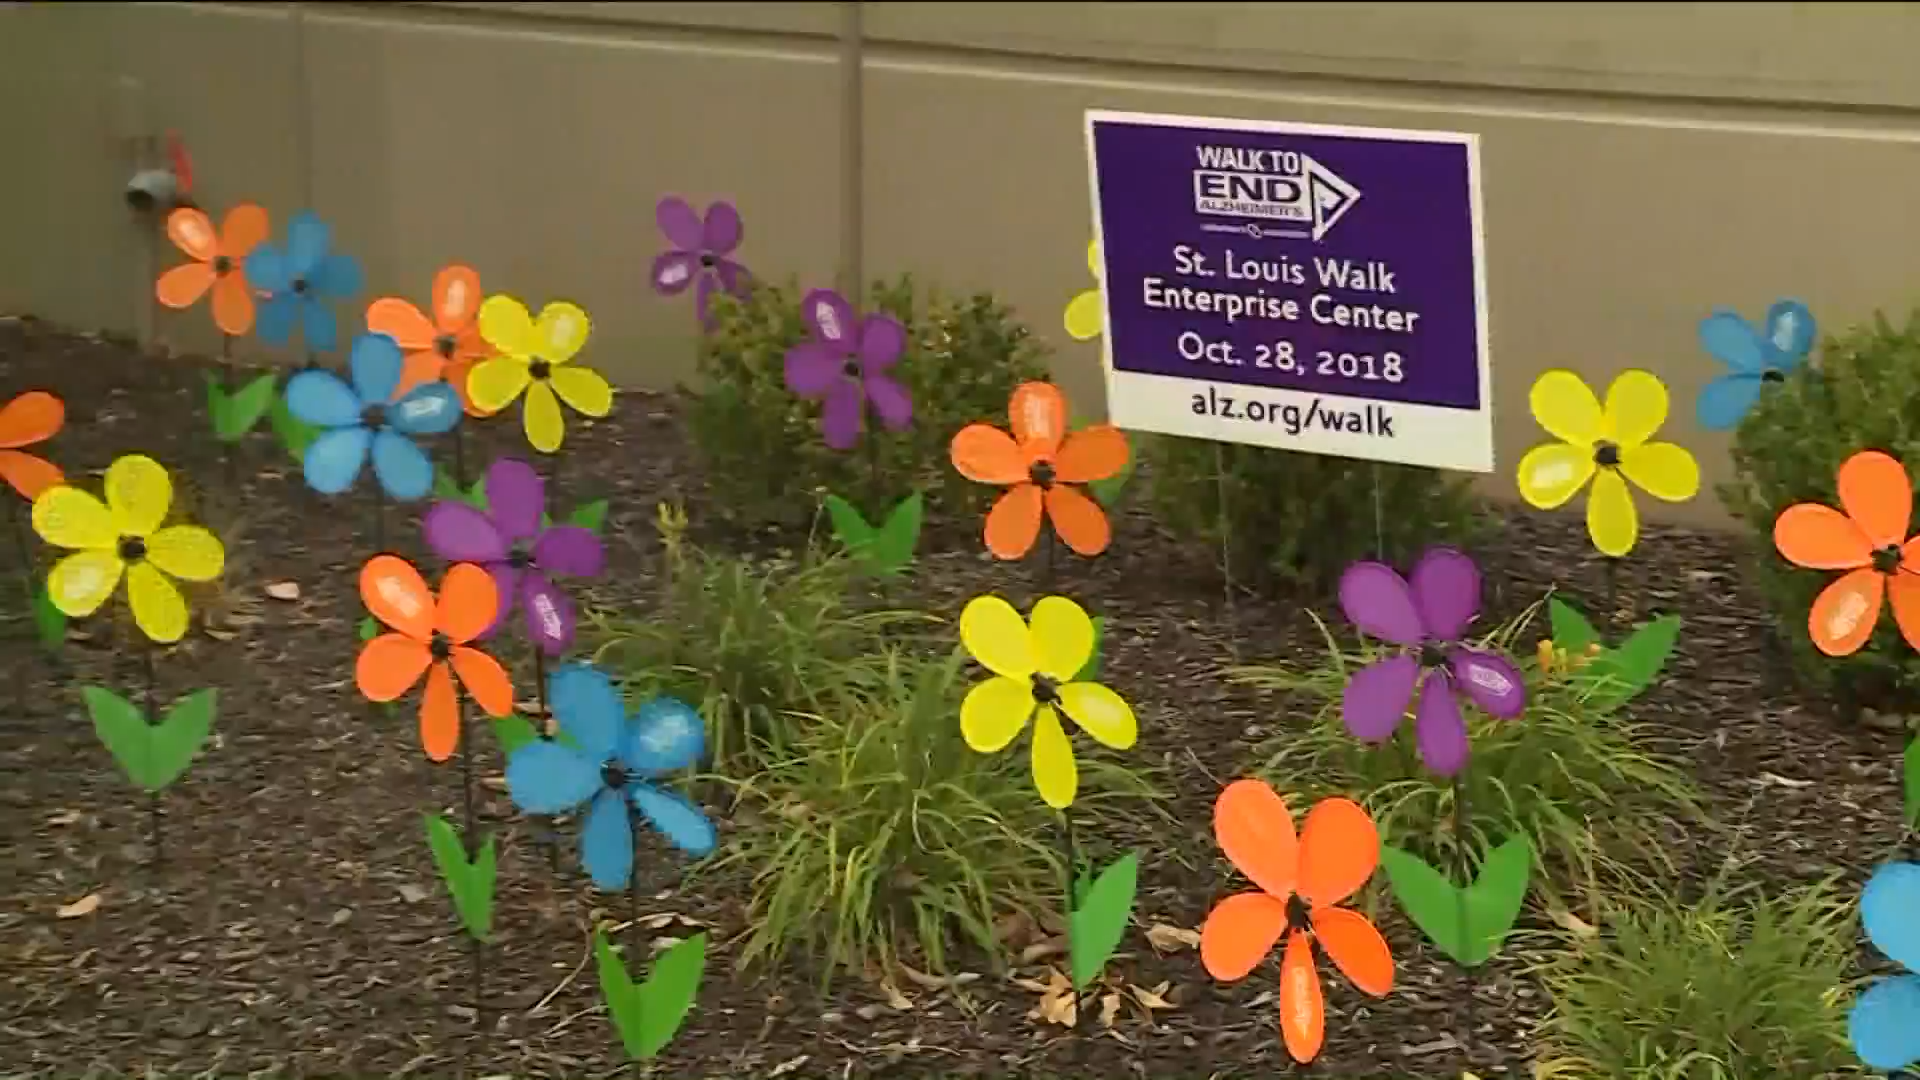 WALK TO
END
ALZHEIMER'S
St. Louis Walk
Enterprise Center
Oct. 28, 2018
alz.org/walk